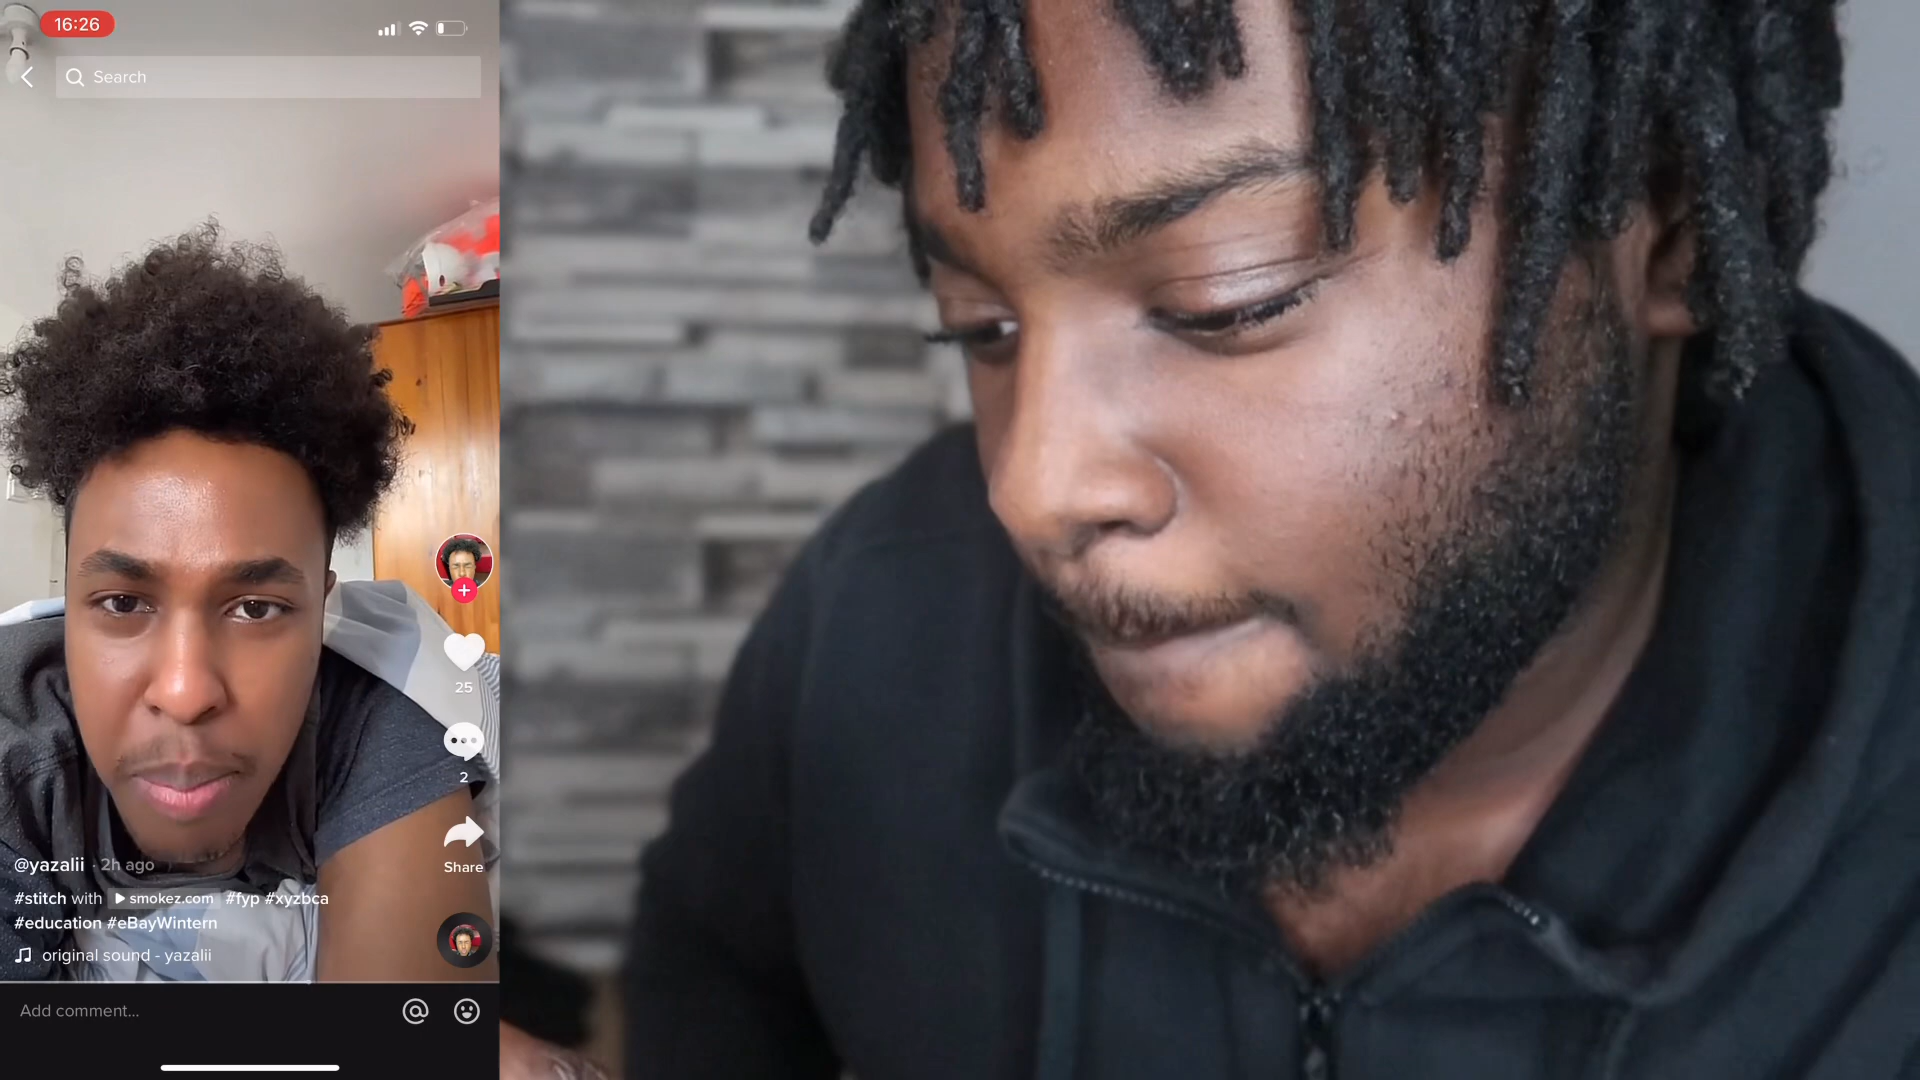 16:26
Search
25
2
Share
@yazalii · 2h ago
#stitch with smokez.com #fyp #xyzbca
#education #eBayWintern
original sound - yazalii
Add comment...